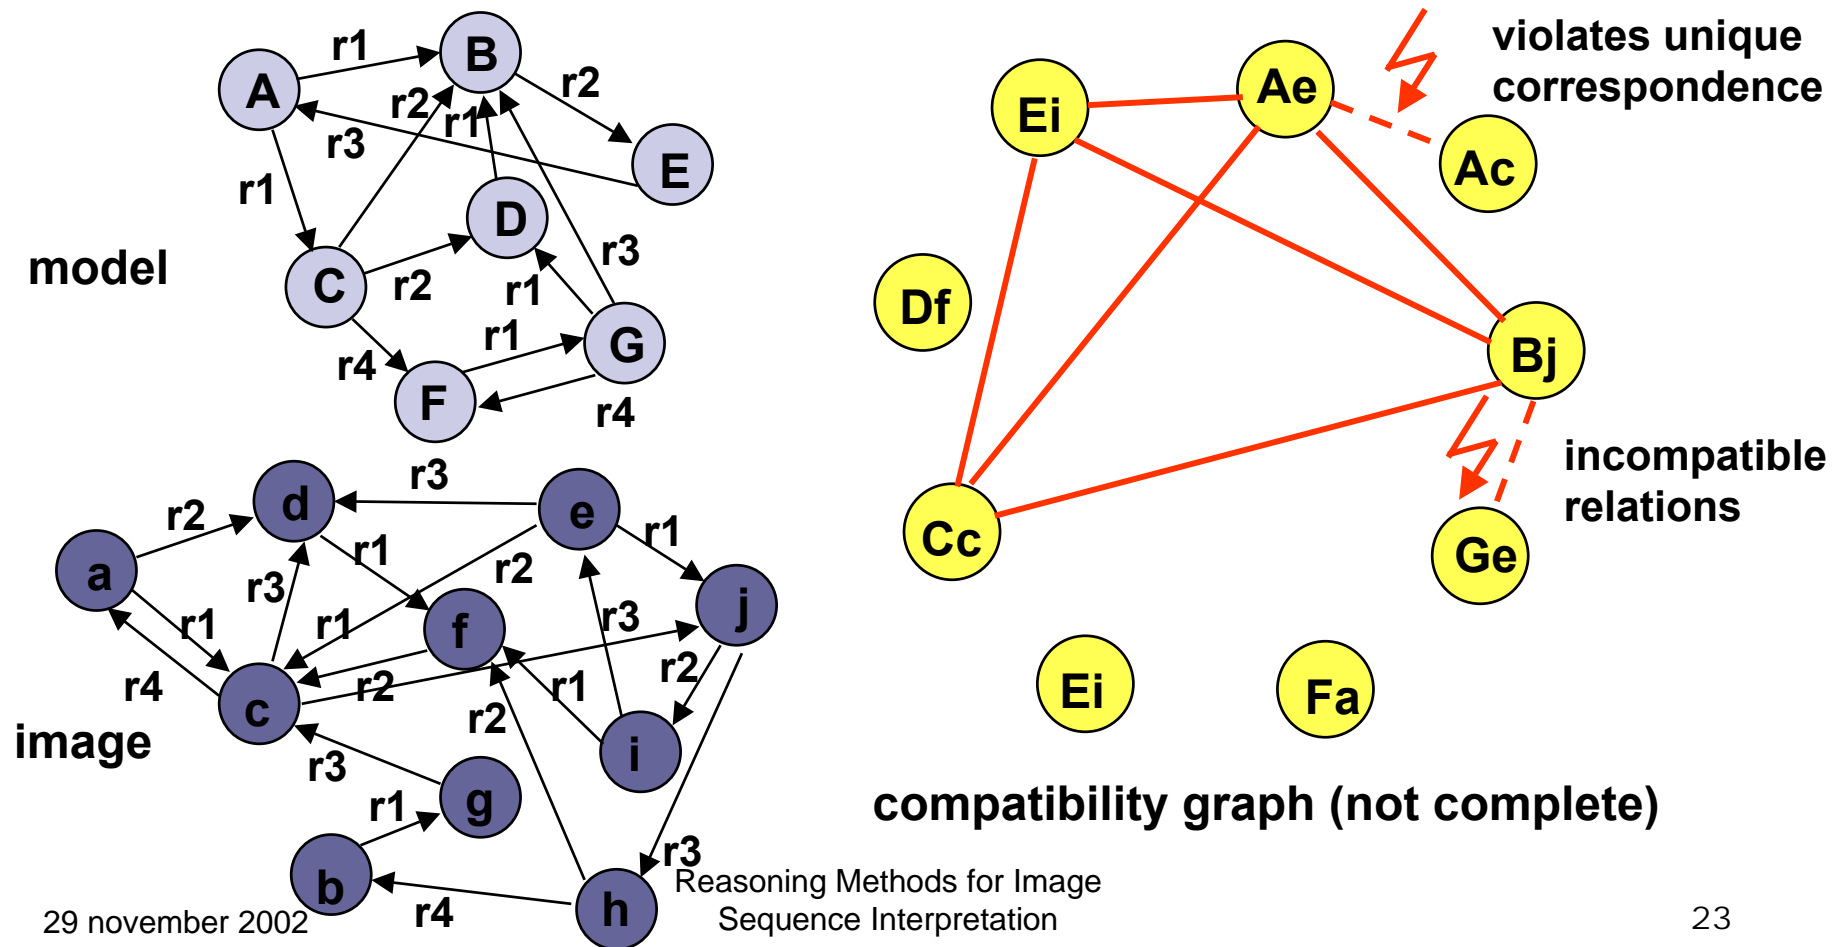 r1
B
r2
A
r2
r1
r3
E
r1
D
model
C
r2
r1
r3
r1
G
r4
F
r4
r3
d
e
r2
r1
r1
a
r3
r2
r1
r1
f
r3
j
r4
c
r2
r2
r1
r2
image
i
r3
g
r1
b
r3
r4
h
violates unique
correspondence
Ae
Ei
Ac
Df
Bj
incompatible
relations
Cc
Ge
Ei
Fa
compatibility graph (not complete)
29 november 2002
Reasoning Methods for Image
Sequence Interpretation
23